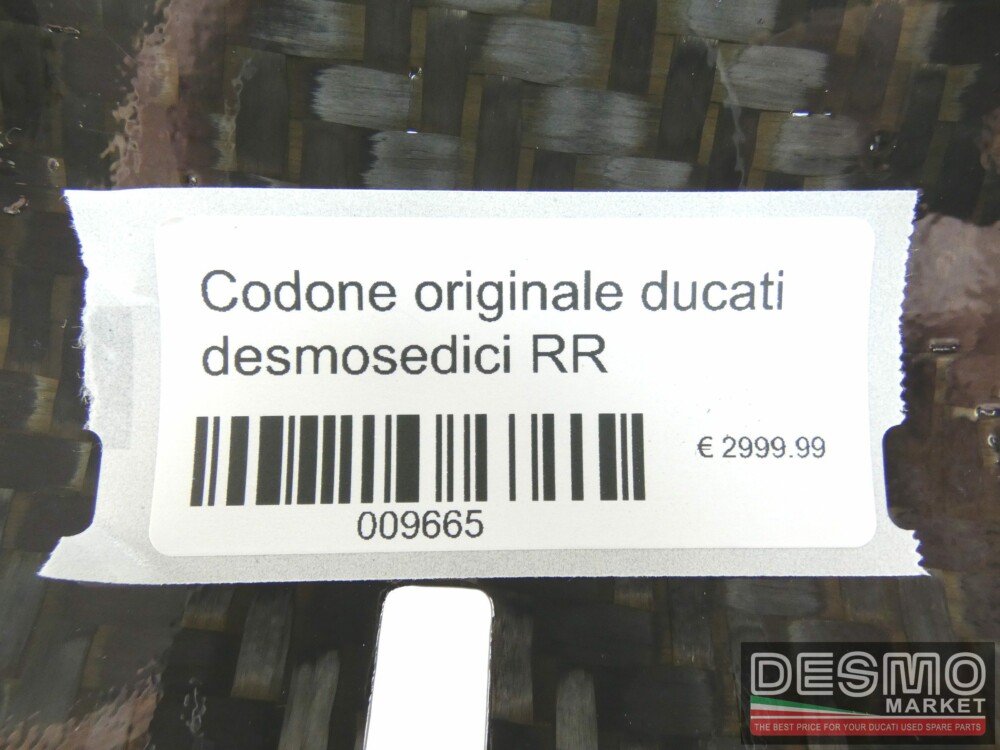 Codone originale ducati
desmosedici RR
€ 2999.99
009665
DESMO
MARKET
THE BEST PRICE FOR YOUR DUCATI USED SPARE PARTS